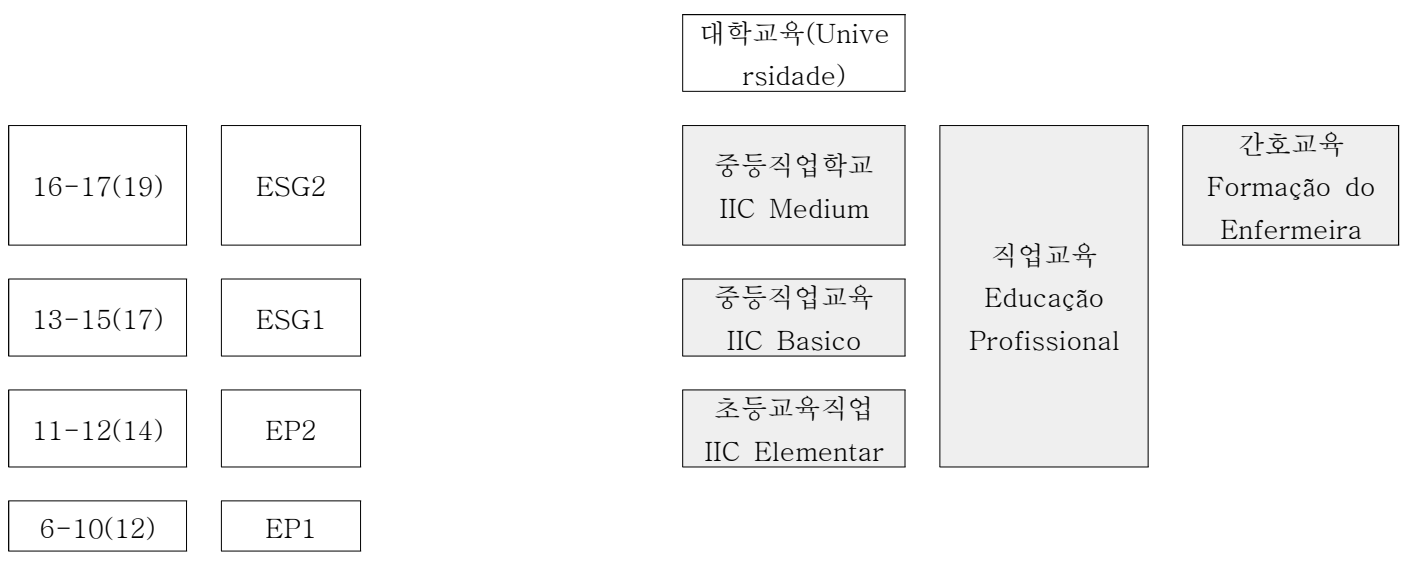 대학교육(Unive
rsidade)
16-17(19)
ESG2
중등직업학교
IIC Medium
직업교육
Educação
Profissional
간호교육
Formação do
Enfermeira
13-15(17)
ESG1
중등직업교육
IIC Basico
11-12(14)
EP2
초등교육직업
IIC Elementar
6-10(12)
EP1